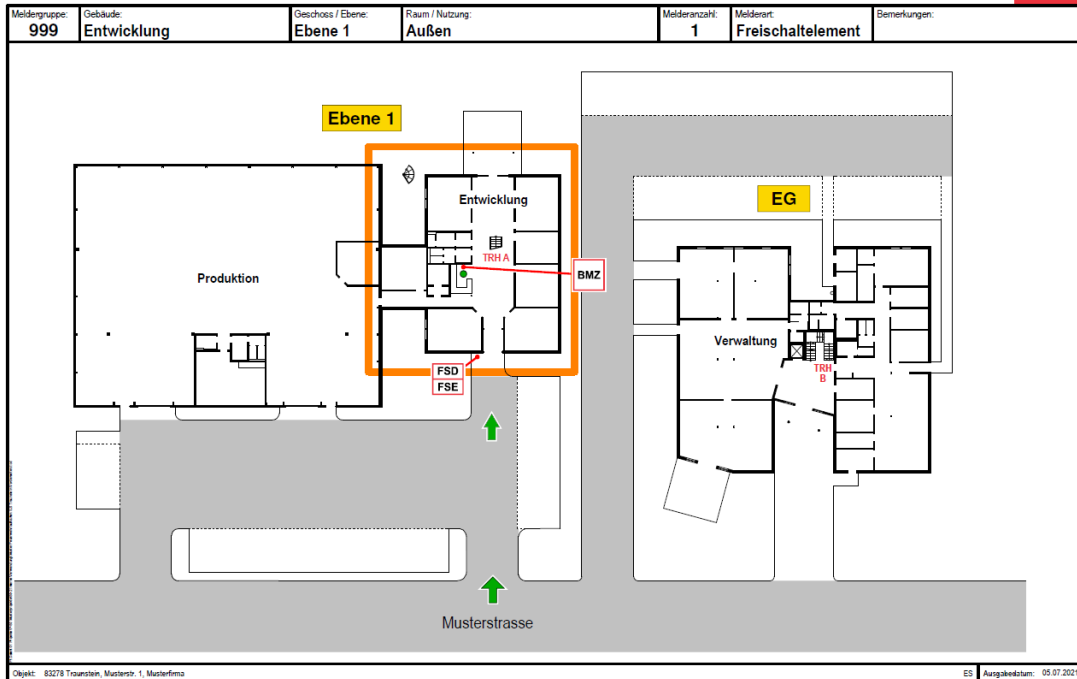 Meldergruppe: Gebäude: Geschoss / Ebene: Raum / Nutzung: Melderanzahl: Melderart: Bemerkungen:
999 Entwicklung Ebene 1 Außen 1 Freischaltelement
Ebene 1
Entwicklung
EG
TRH A
BMZ
Produktion
Verwaltung
TRH
B
FSD
FSE
Musterstrasse
Objekt: 83278 Traunstein, Musterstr. 1, Musterfirma ES Ausgabedatum: 05.07.2021